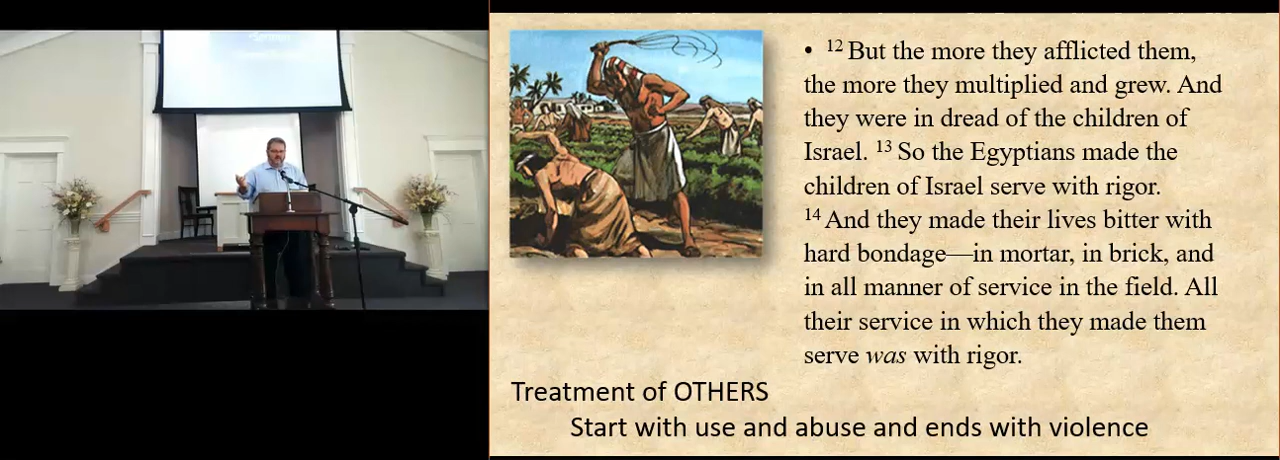 Sermon
• 12 But the more they afflicted them,
the more they multiplied and grew. And
they were in dread of the children of
Israel. 13 So the Egyptians made the
children of Israel serve with rigor.
14 And they made their lives bitter with
hard bondage—in mortar, in brick, and
in all manner of service in the field. All
their service in which they made them
serve was with rigor.
Treatment of OTHERS
Start with use and abuse and ends with violence